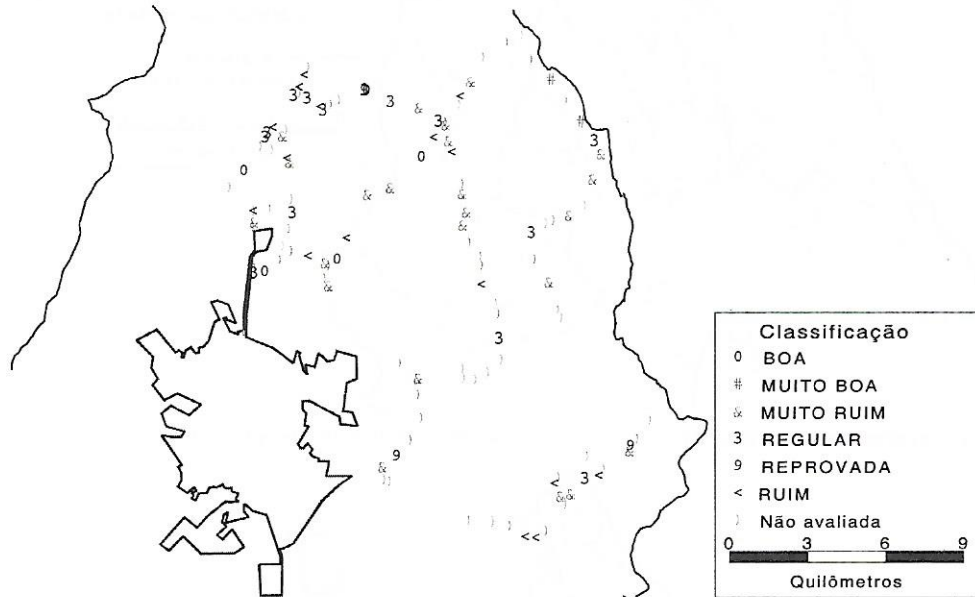 Classificação
0 BOA
# MUITO BOA
& MUITO RUIM
3 REGULAR
9 REPROVADA
< RUIM
) Não avaliada
0 3 6 9
Quilômetros